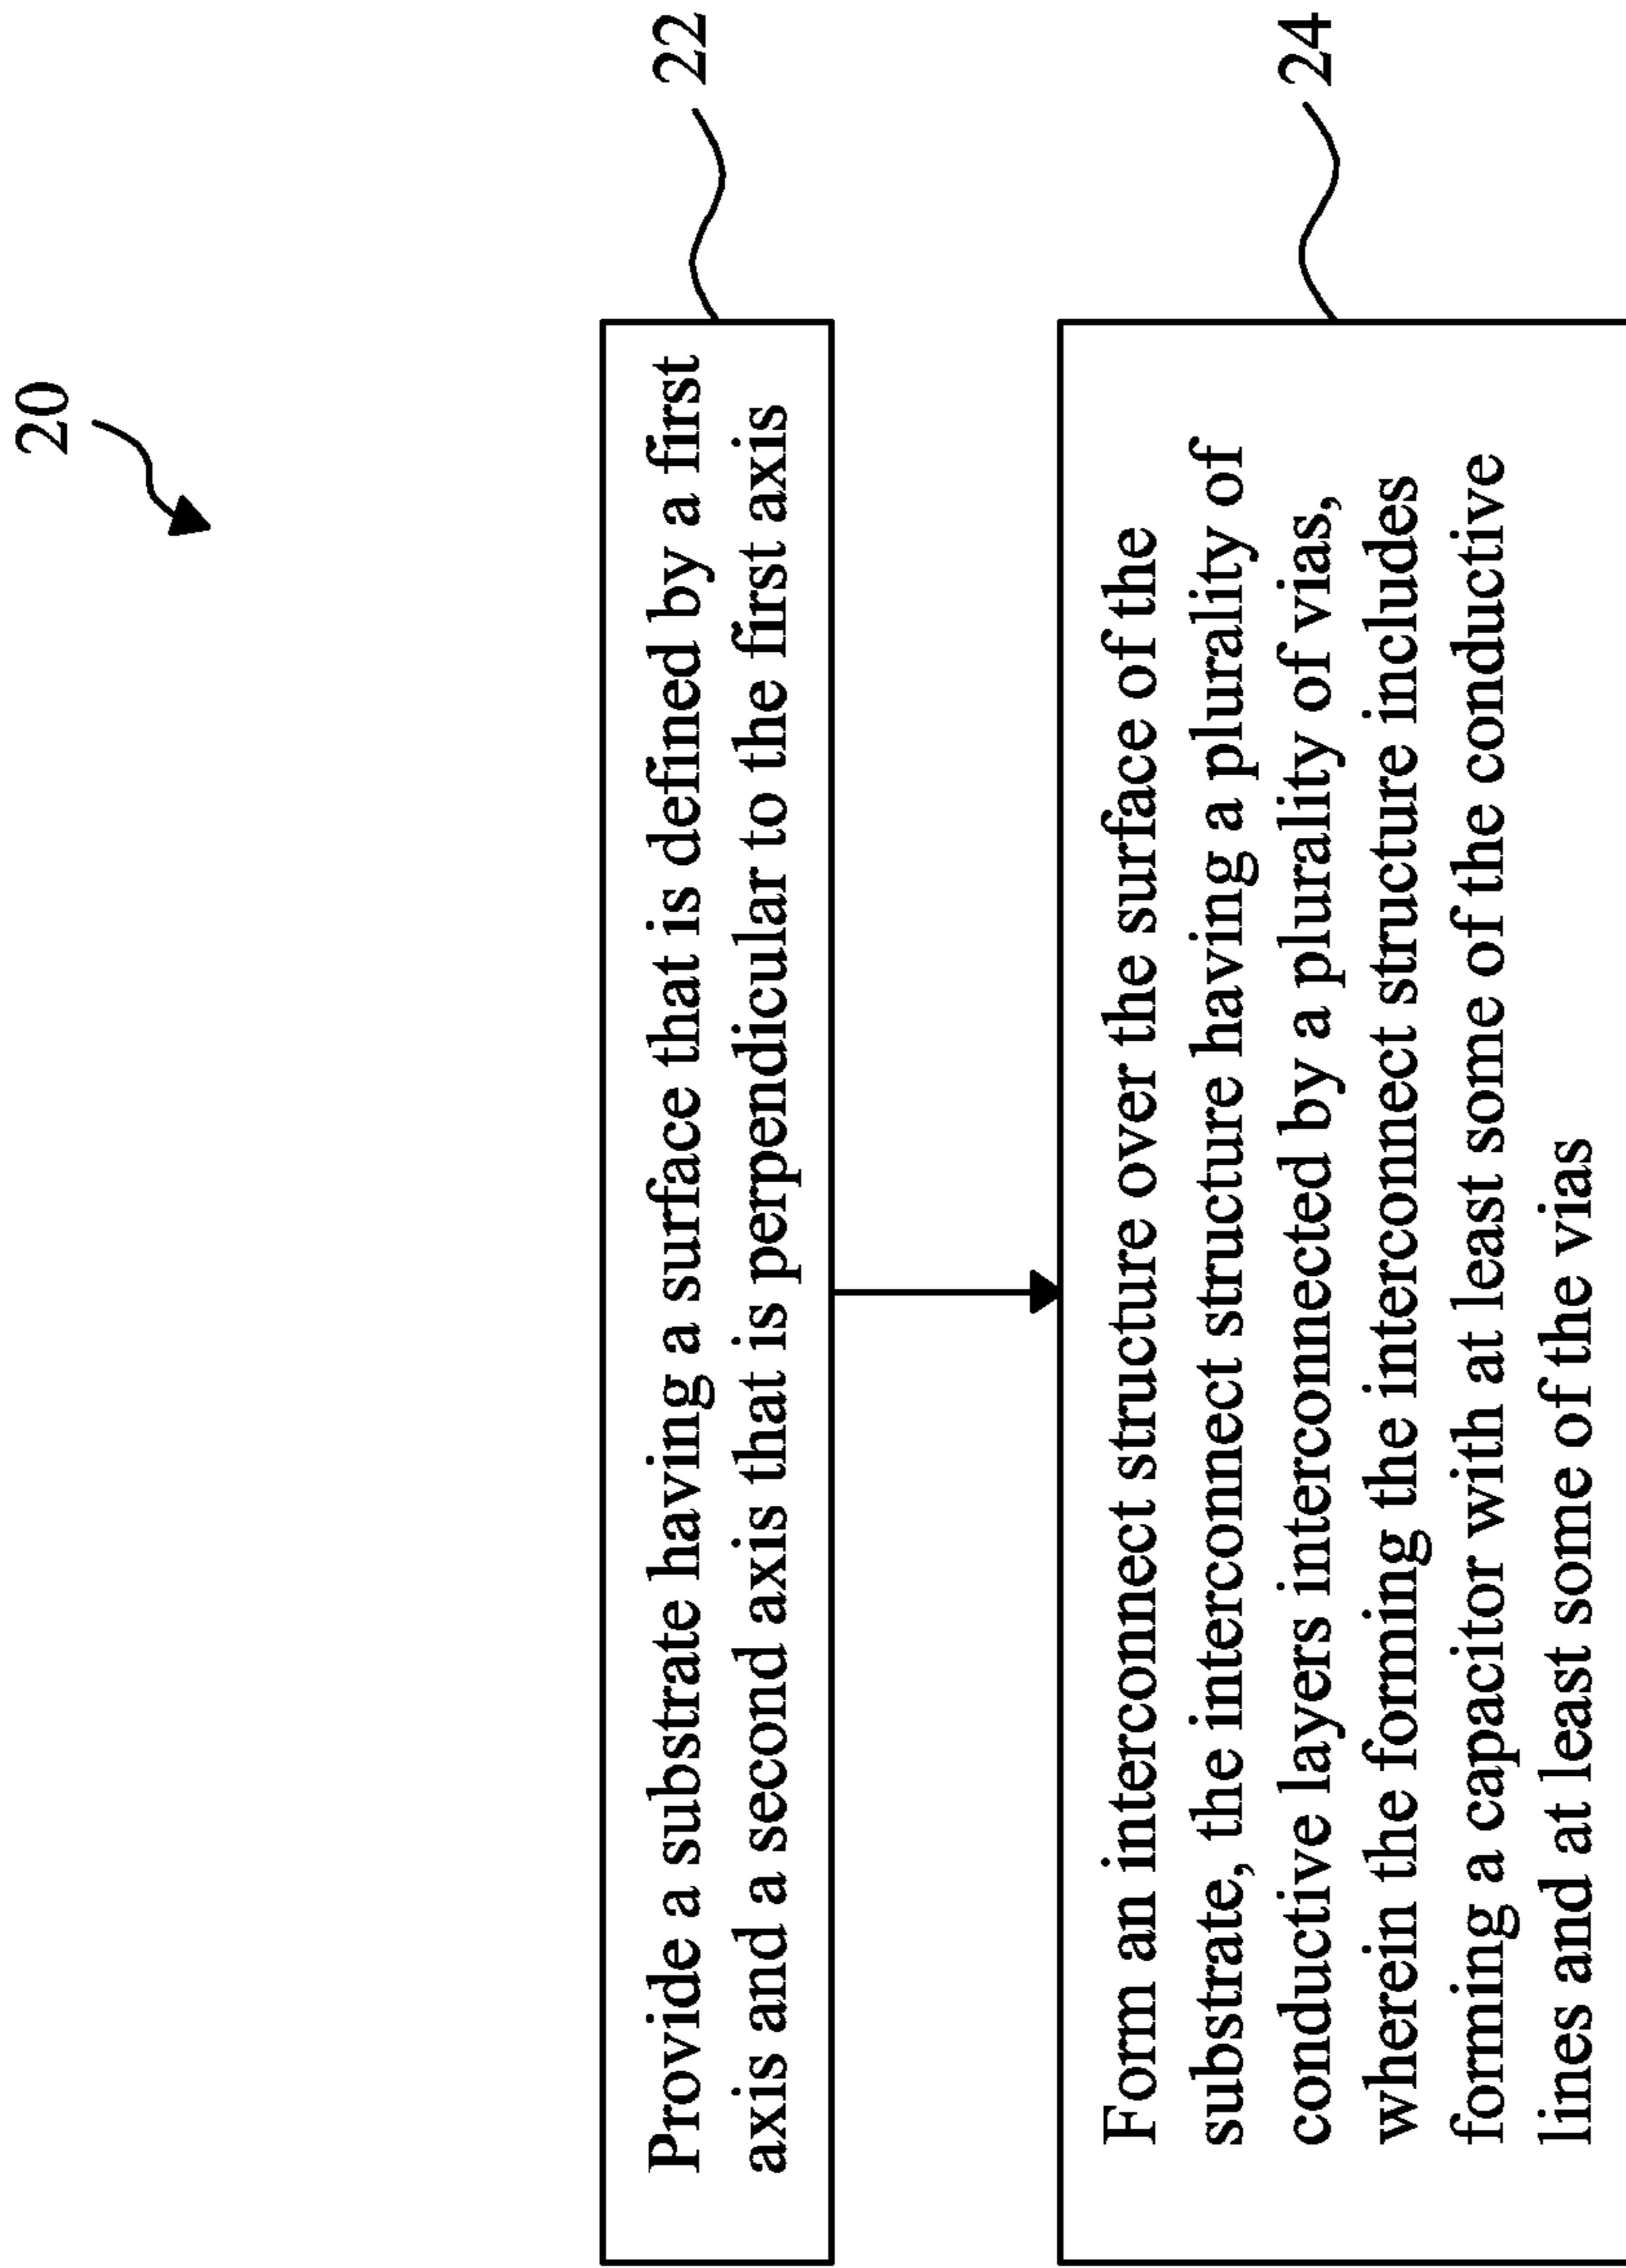 20
22
Provide a substrate having a surface that is defined by a first
axis and a second axis that is perpendicular to the first axis
24
Form an interconnect structure over the surface of the
substrate, the interconnect structure having a plurality of
conductive layers interconnected by a plurality of vias,
wherein the forming the interconnect structure includes
forming a capacitor with at least some of the conductive
lines and at least some of the vias